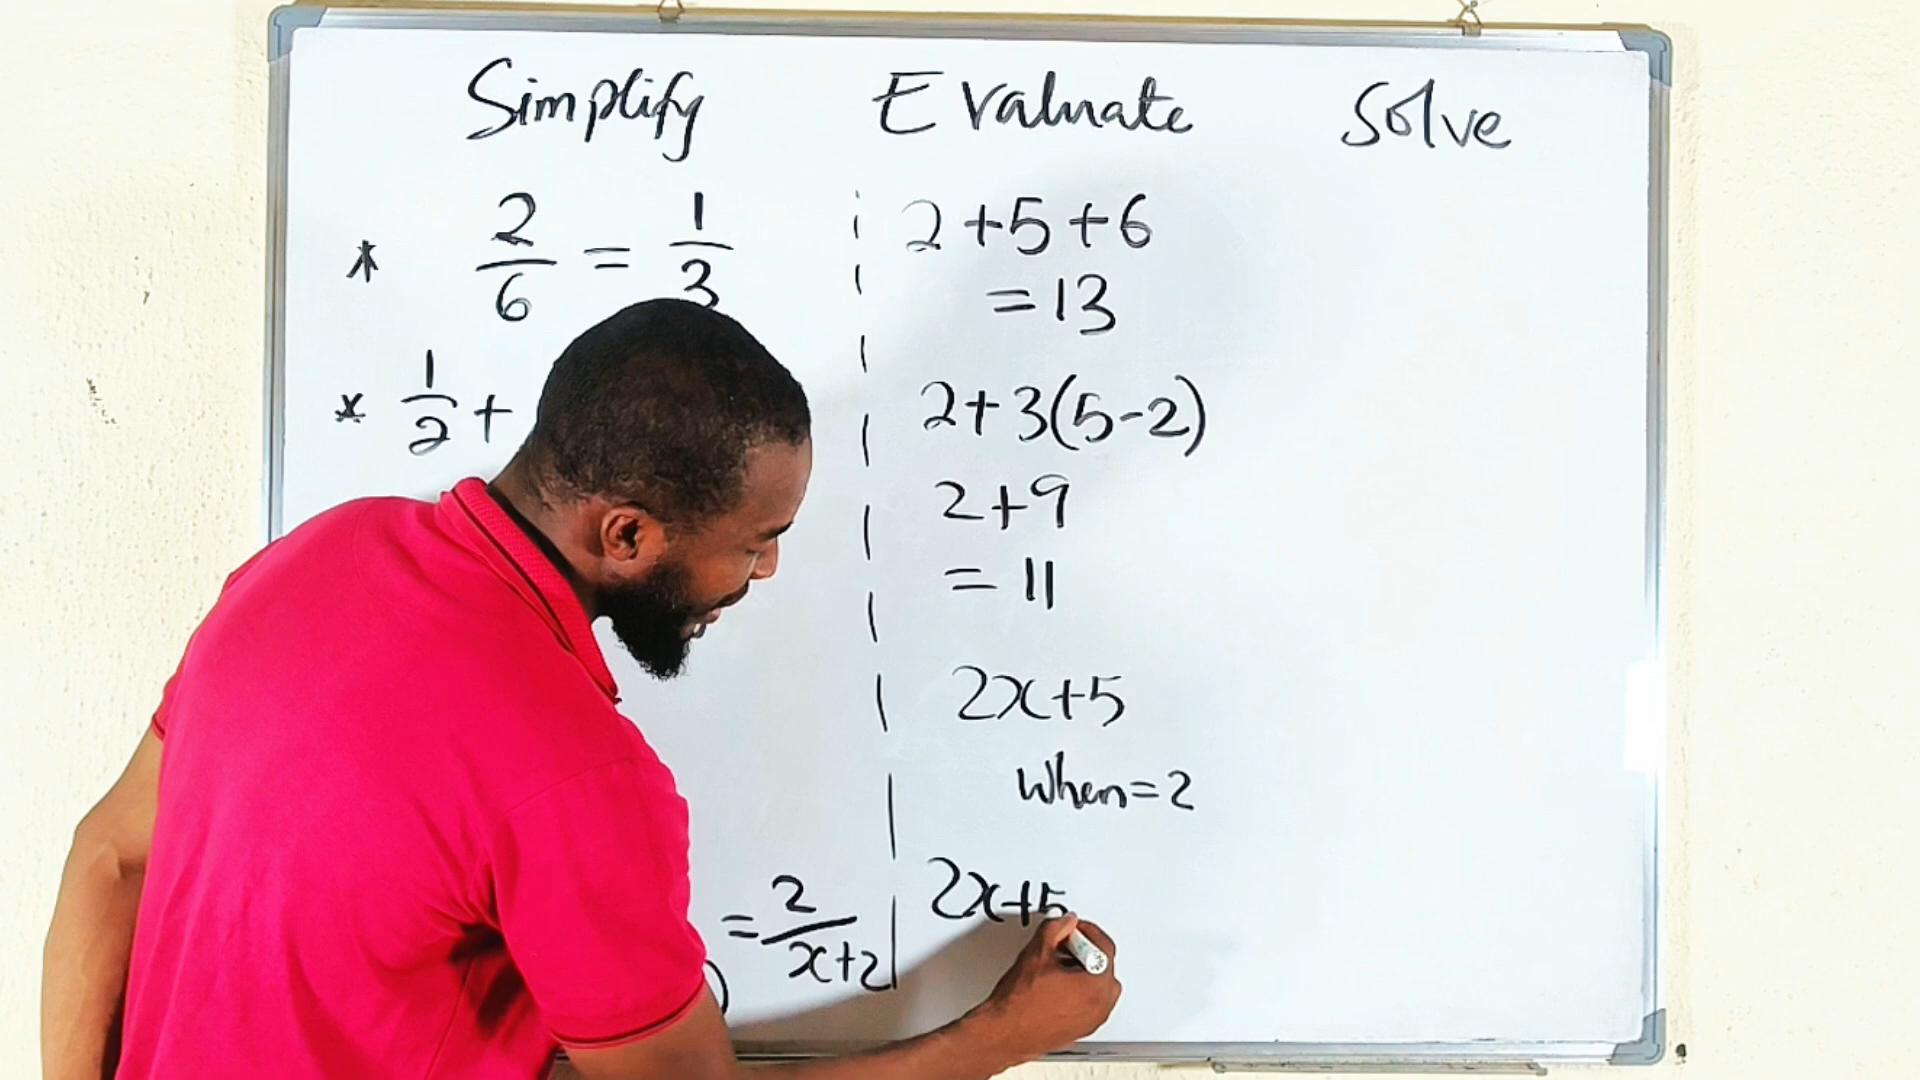 Simplify
* 2/6 = 1/3
* 1/2 +
) = 2/x+2
Evaluate
2+5+6
=13
2+3(5-2)
2+9
= 11
2x+5
When=2
2x+5
Solve